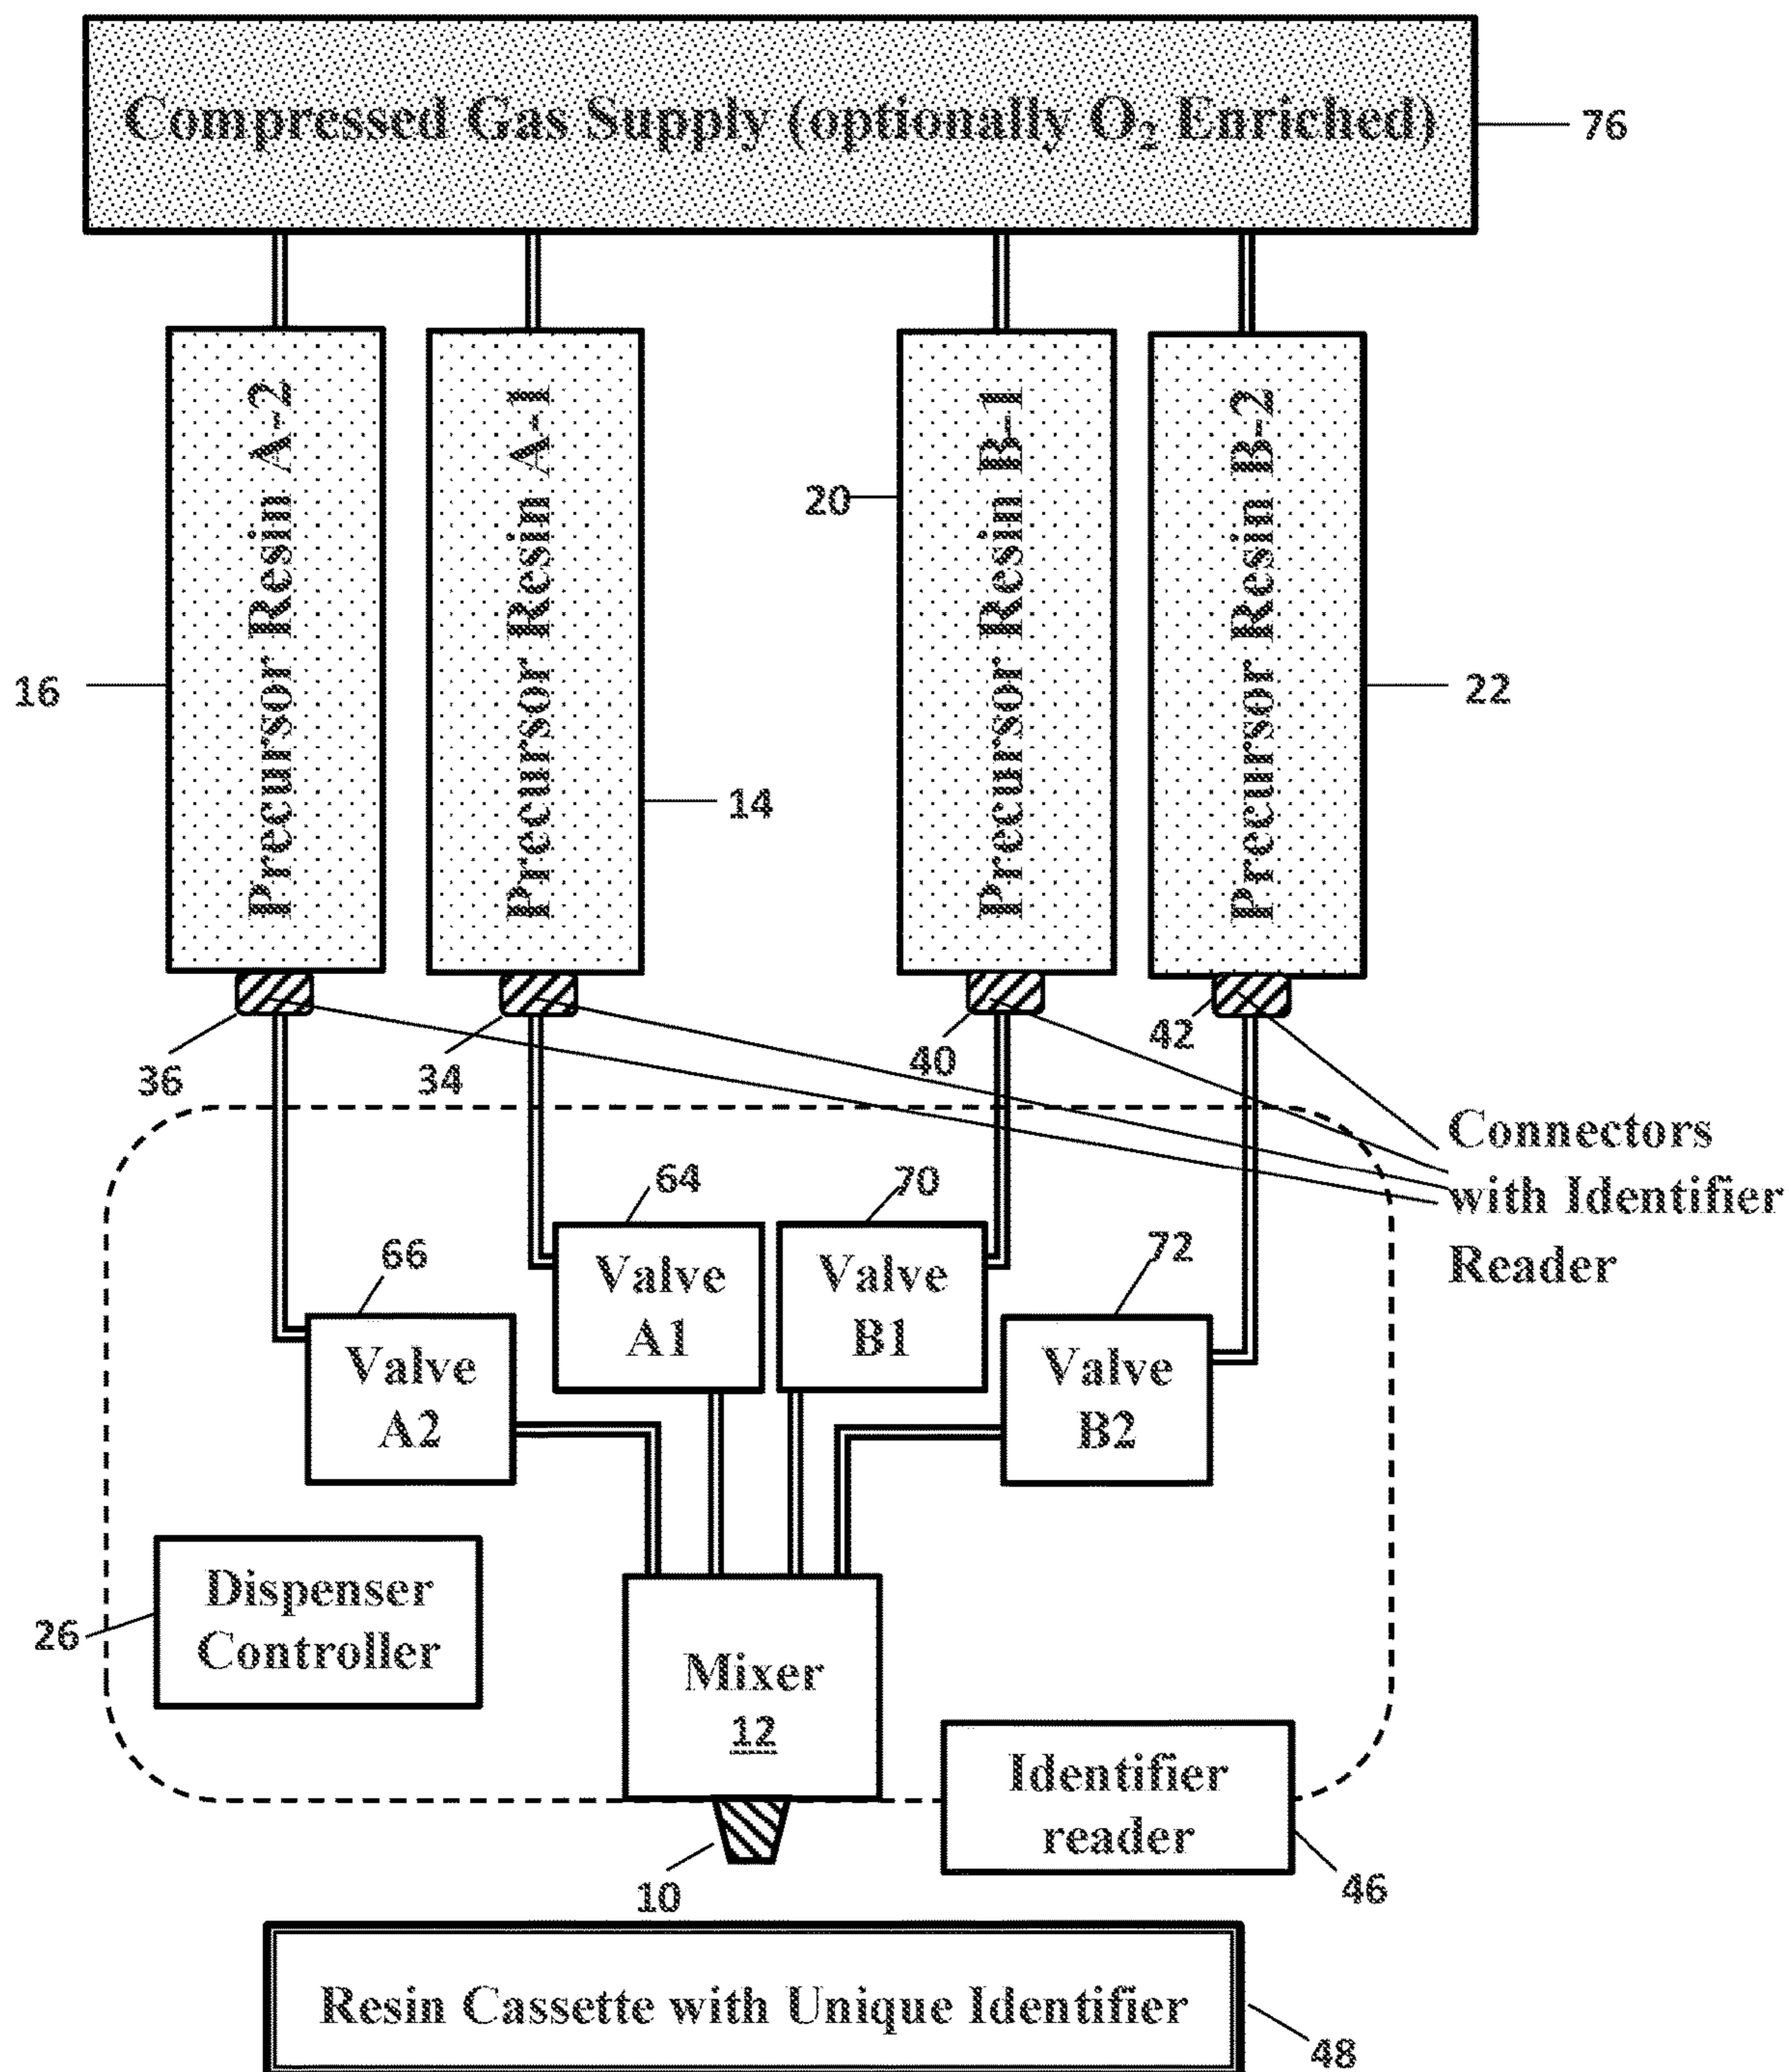 Compressed Gas Supply (optionally O₂ Enriched)
76
Precursor Resin A-2
Precursor Resin A-1
Precursor Resin B-1
Precursor Resin B-2
20
16
22
14
36
34
40
42
Connectors
with Identifier
Reader
64
70
66
72
Valve
A1
Valve
B1
Valve
A2
Valve
B2
Dispenser
Controller
26
Mixer
12
Identifier
reader
10
46
Resin Cassette with Unique Identifier
48